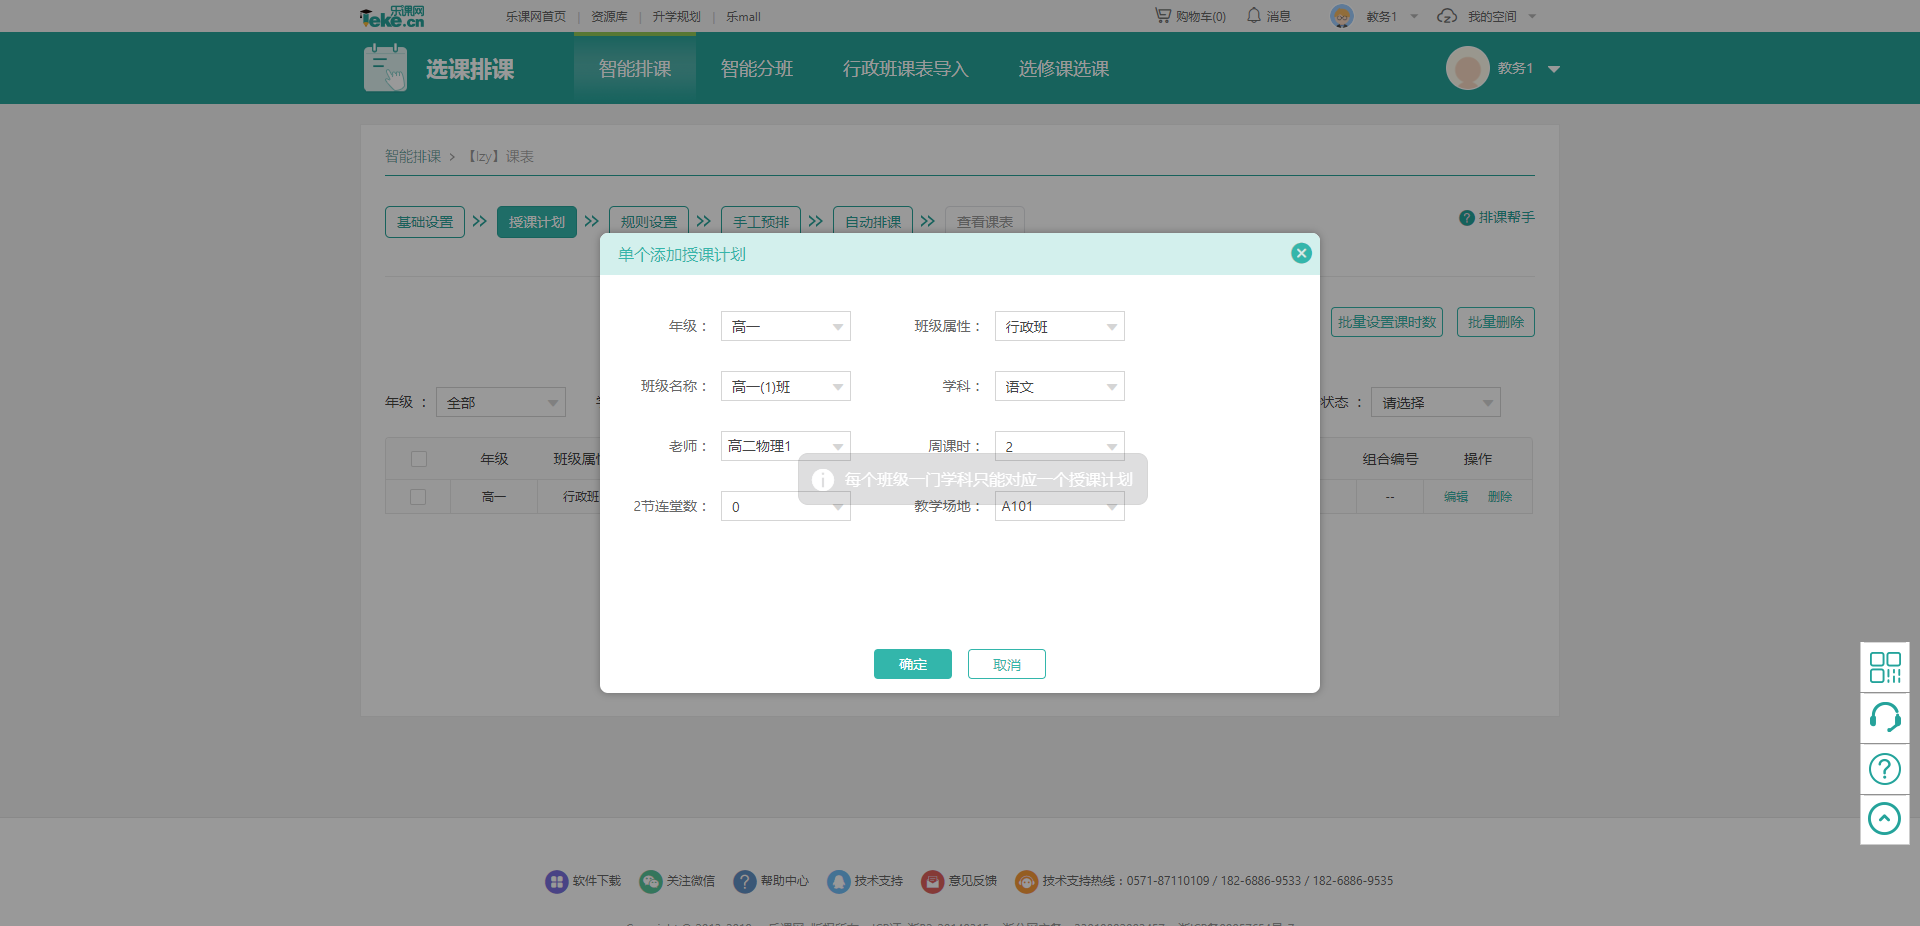 乐课网
leke.cn
乐课网首页 | 资源库 | 升学规划 | 乐mall
购物车(0) 消息 教务1 我的空间
选课排课 智能排课 智能分班 行政班课表导入 选修课选课 教务1
智能排课 > 【lzy】课表
基础设置 授课计划 规则设置 手工预排 自动排课 查看课表 排课帮手
单个添加授课计划
年级： 高一 班级属性： 行政班
批量设置课时数 批量删除
班级名称： 高一(1)班 学科： 语文
年级 ： 全部 状态 ： 请选择
老师： 高二物理1 周课时： 2
年级 班级属 组合编号 操作
每个班级一门学科只能对应一个授课计划
高一 行政班 -- 编辑 删除
2节连堂数： 0 教学场地： A101
确定 取消
软件下载 关注微信 帮助中心 技术支持 意见反馈 技术支持热线：0571-87110109 / 182-6886-9533 / 182-6886-9535